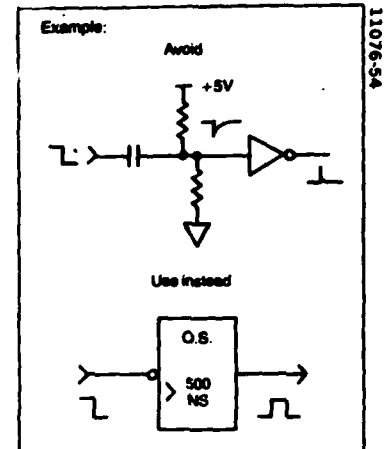 Example:
Avoid
+5V
Use instead
O.S.
500
NS
11076-54